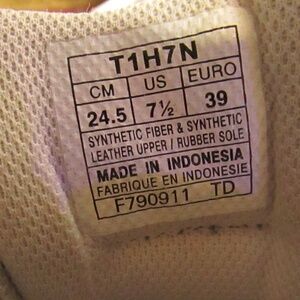 T1H7N
CM US EURO
24.5 7½ 39
SYNTHETIC FIBER & SYNTHETIC
LEATHER UPPER / RUBBER SOLE
MADE IN INDONESIA
FABRIQUE EN INDONESIE
F790911 TD